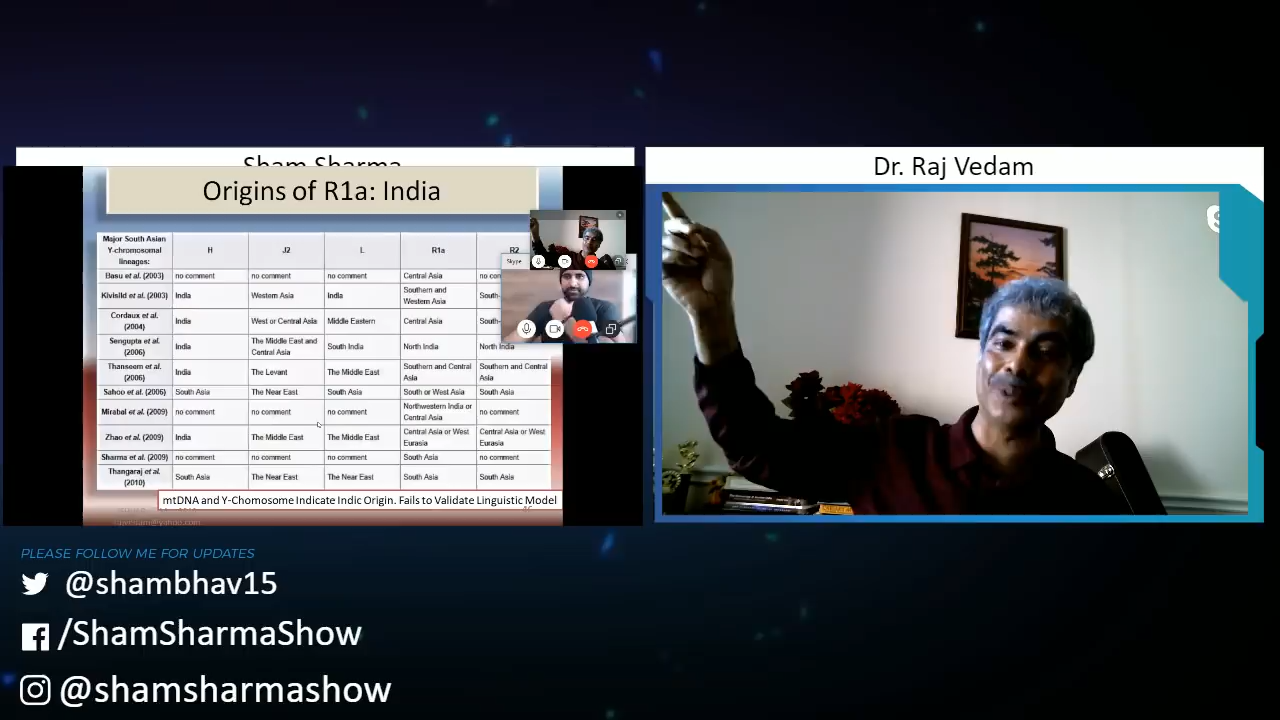 Sham Sharma
Dr. Raj Vedam
Origins of R1a: India
Major South Asian Y-chromosomal lineages: H J2 L R1a R2
Basu et al. (2003) no comment no comment no comment Central Asia no
Kivisild et al. (2003) India Western Asia India Southern and Western Asia South-
Cordaux et al. (2004) India West or Central Asia Middle Eastern Central Asia South-
Sengupta et al. (2006) India The Middle East and Central Asia South India North India North India
Thanseem et al. (2006) India The Levant The Middle East Southern and Central Asia Southern and Central Asia
Sahoo et al. (2006) South Asia The Near East South Asia South or West Asia South Asia
Mirabal et al. (2009) no comment no comment no comment Northwestern India or Central Asia no comment
Zhao et al. (2009) India The Middle East The Middle East Central Asia or West Eurasia Central Asia or West Eurasia
Sharma et al. (2009) no comment no comment no comment South Asia no comment
Thangaraj et al. (2010) South Asia The Near East The Near East South Asia South Asia
mtDNA and Y-Chomosome Indicate Indic Origin. Fails to Validate Linguistic Model
Skype
PLEASE FOLLOW ME FOR UPDATES
@shambhav15
/ShamSharmaShow
@shamsharmashow